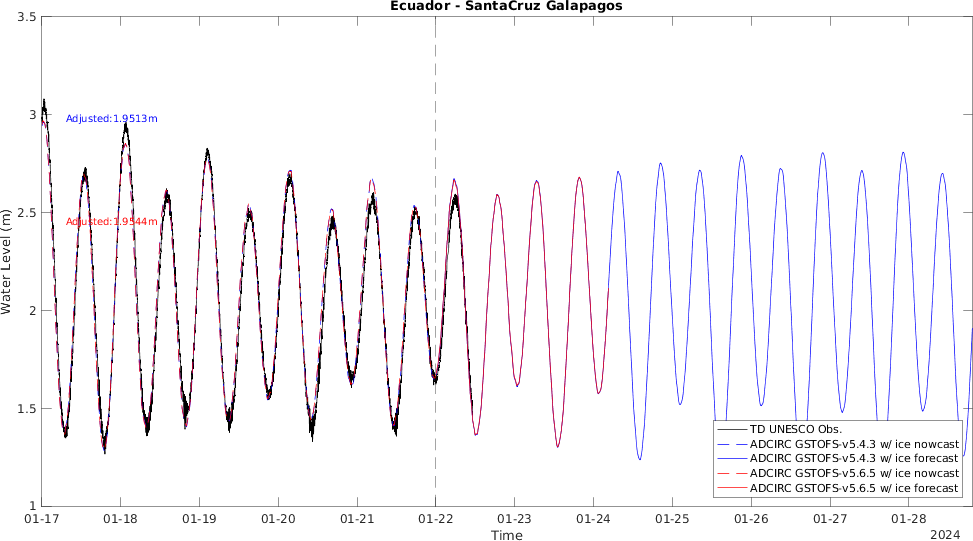 Ecuador - SantaCruz Galapagos
3.5
3
2.5
2
1.5
1
Water Level (m)
Adjusted:1.9513m
Adjusted:1.9544m
TD UNESCO Obs.
ADCIRC GSTOFS-v5.4.3 w/ ice nowcast
ADCIRC GSTOFS-v5.4.3 w/ ice forecast
ADCIRC GSTOFS-v5.6.5 w/ ice nowcast
ADCIRC GSTOFS-v5.6.5 w/ ice forecast
01-17 01-18 01-19 01-20 01-21 01-22 01-23 01-24 01-25 01-26 01-27 01-28
Time
2024